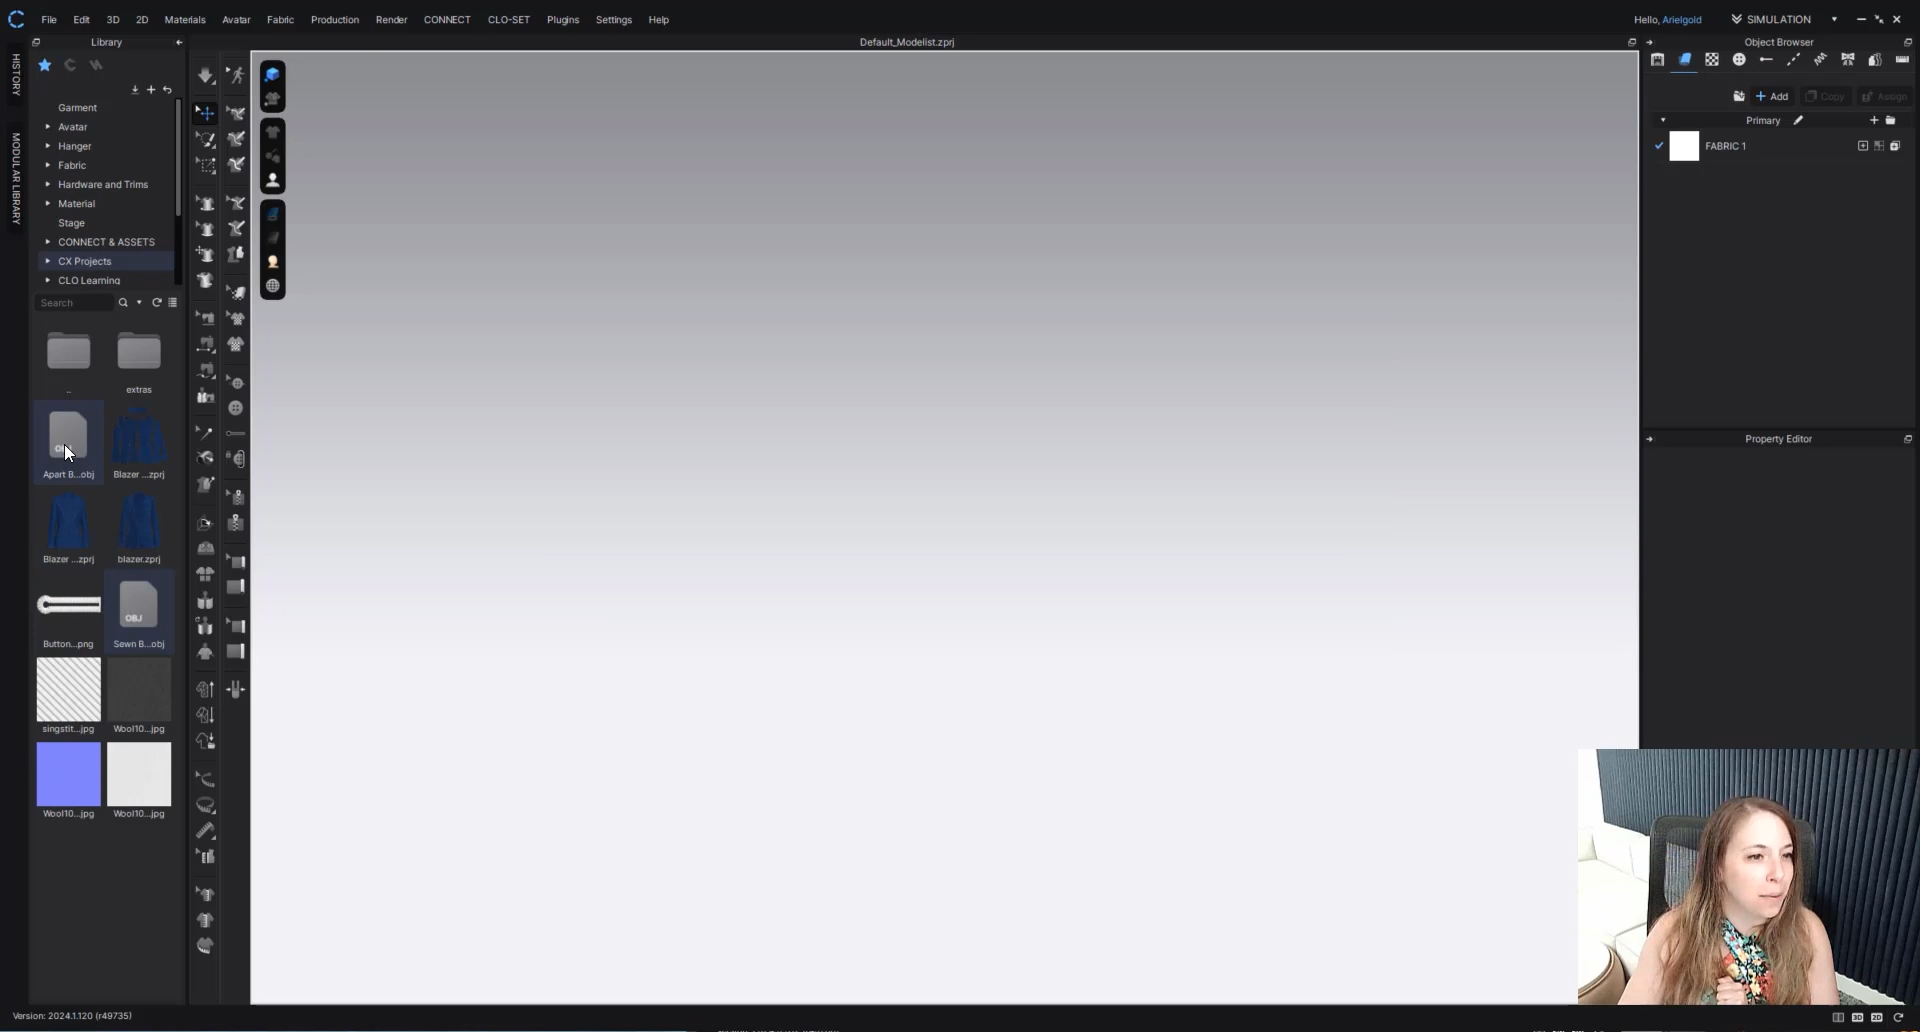 File Edit 3D 2D Materials Avatar Fabric Production Render CONNECT CLO-SET Plugins Settings Help
Hello, Arielgold
SIMULATION
HISTORY
MODULAR LIBRARY
Library
Garment
Avatar
Hanger
Fabric
Hardware and Trims
Material
Stage
CONNECT & ASSETS
CX Projects
CLO Learning
Search
.. extras
Apart B...obj Blazer ...zprj
Blazer ...zprj blazer.zprj
OBJ
Button...png Sewn B...obj
singstit...jpg Wool10...jpg
Wool10...jpg Wool10...jpg
Default_Modelist.zprj
Object Browser
+ Add Copy Assign
Primary
FABRIC 1
Property Editor
Version: 2024.1.120 (r49735)
3D 2D